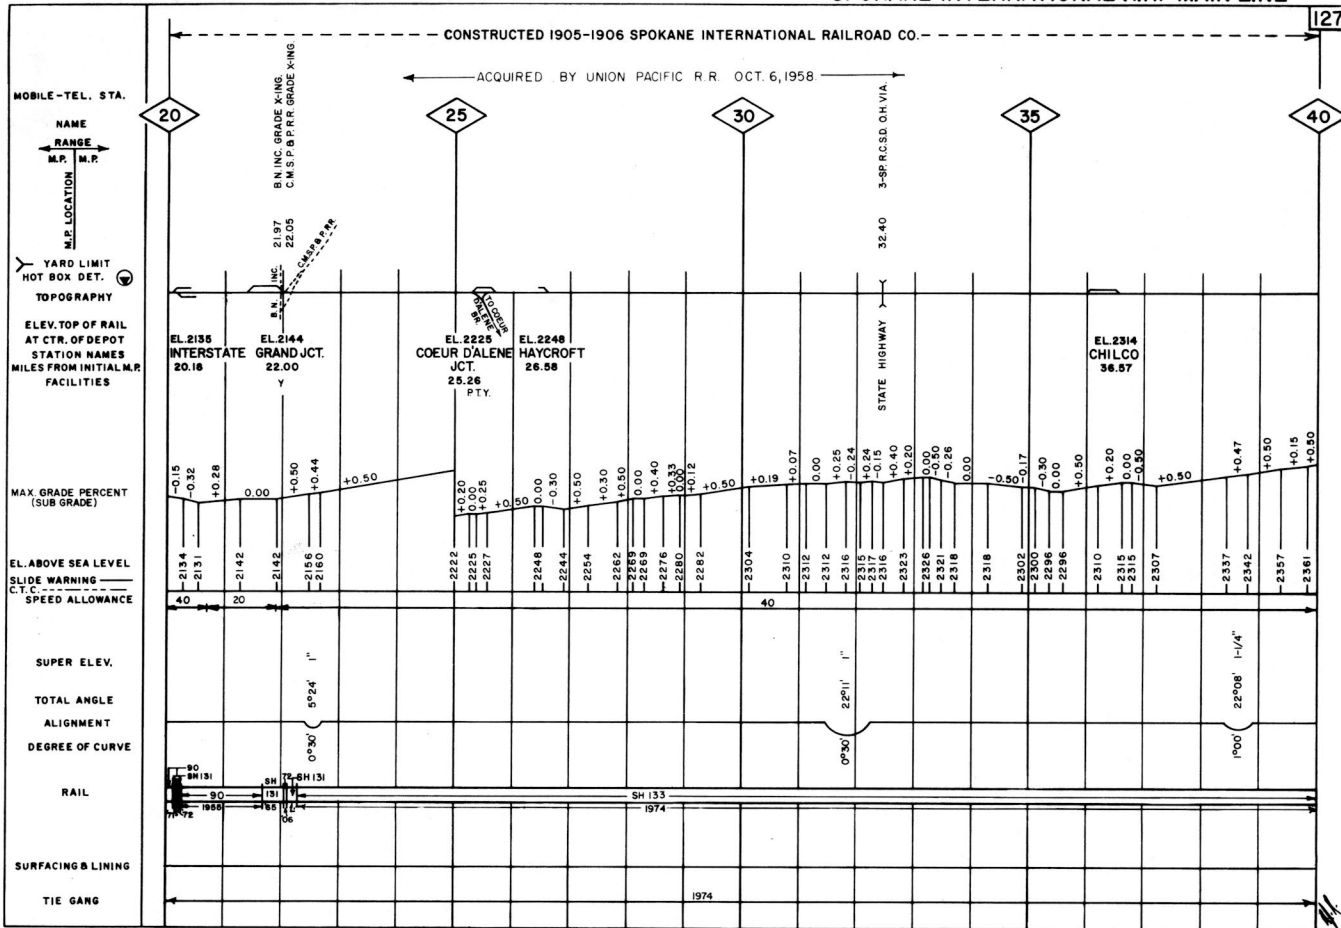 127
CONSTRUCTED 1905-1906 SPOKANE INTERNATIONAL RAILROAD CO.
ACQUIRED BY UNION PACIFIC R.R. OCT. 6, 1958.
MOBILE-TEL. STA.
NAME
RANGE
M.P. M.P.
M.P. LOCATION
20 25 30 35 40
21.97 B.N. INC. GRADE X-ING.
22.05 C.M.S.P. & P.R.R. GRADE X-ING.
32.40 3-SP. R.C.S.D. O.H. VIA.
YARD LIMIT
HOT BOX DET.
TOPOGRAPHY
B.N. INC.
C.M.S.P. & P. RR
TO COEUR
D'ALENE
BR.
STATE HIGHWAY
ELEV. TOP OF RAIL
AT CTR. OF DEPOT
STATION NAMES
MILES FROM INITIAL M.P.
FACILITIES
EL. 2135
INTERSTATE
20.18
EL. 2144
GRAND JCT.
22.00
Y
EL. 2225
COEUR D'ALENE
JCT.
25.26
P.T.Y.
EL. 2248
HAYCROFT
26.58
EL. 2314
CHILCO
36.57
MAX. GRADE PERCENT
(SUB GRADE)
-0.15 -0.32 +0.28 0.00 +0.50 +0.44 +0.50 +0.20 0.00 +0.25 +0.50 0.00 -0.30 +0.50 +0.30 +0.50 0.00 +0.40 +0.33 0.00 +0.12 +0.50 +0.19 +0.07 0.00 +0.25 -0.24 +0.24 -0.15 +0.40 +0.20 0.00 -0.50 -0.26 0.00 -0.50 -0.17 -0.30 0.00 +0.50 +0.20 0.00 -0.50 +0.47 +0.50 +0.15 +0.50
EL. ABOVE SEA LEVEL
2134 2131 2142 2142 2156 2160 2222 2225 2225 2227 2248 2248 2244 2254 2262 2269 2269 2276 2280 2280 2282 2304 2310 2312 2312 2316 2315 2317 2316 2323 2326 2326 2321 2318 2318 2302 2300 2296 2296 2310 2315 2315 2307 2337 2342 2357 2361
SLIDE WARNING
C.T.C.
SPEED ALLOWANCE
40 20 40
SUPER ELEV.
1" 1" 1-1/4"
TOTAL ANGLE
5°24' 22°11' 22°08'
ALIGNMENT
DEGREE OF CURVE
0°30' 0°30' 1°00'
RAIL
90
SH 131
90
1955
SH
131
65
72
SH 131
'06
SH 133
1974
SURFACING & LINING
TIE GANG
1974